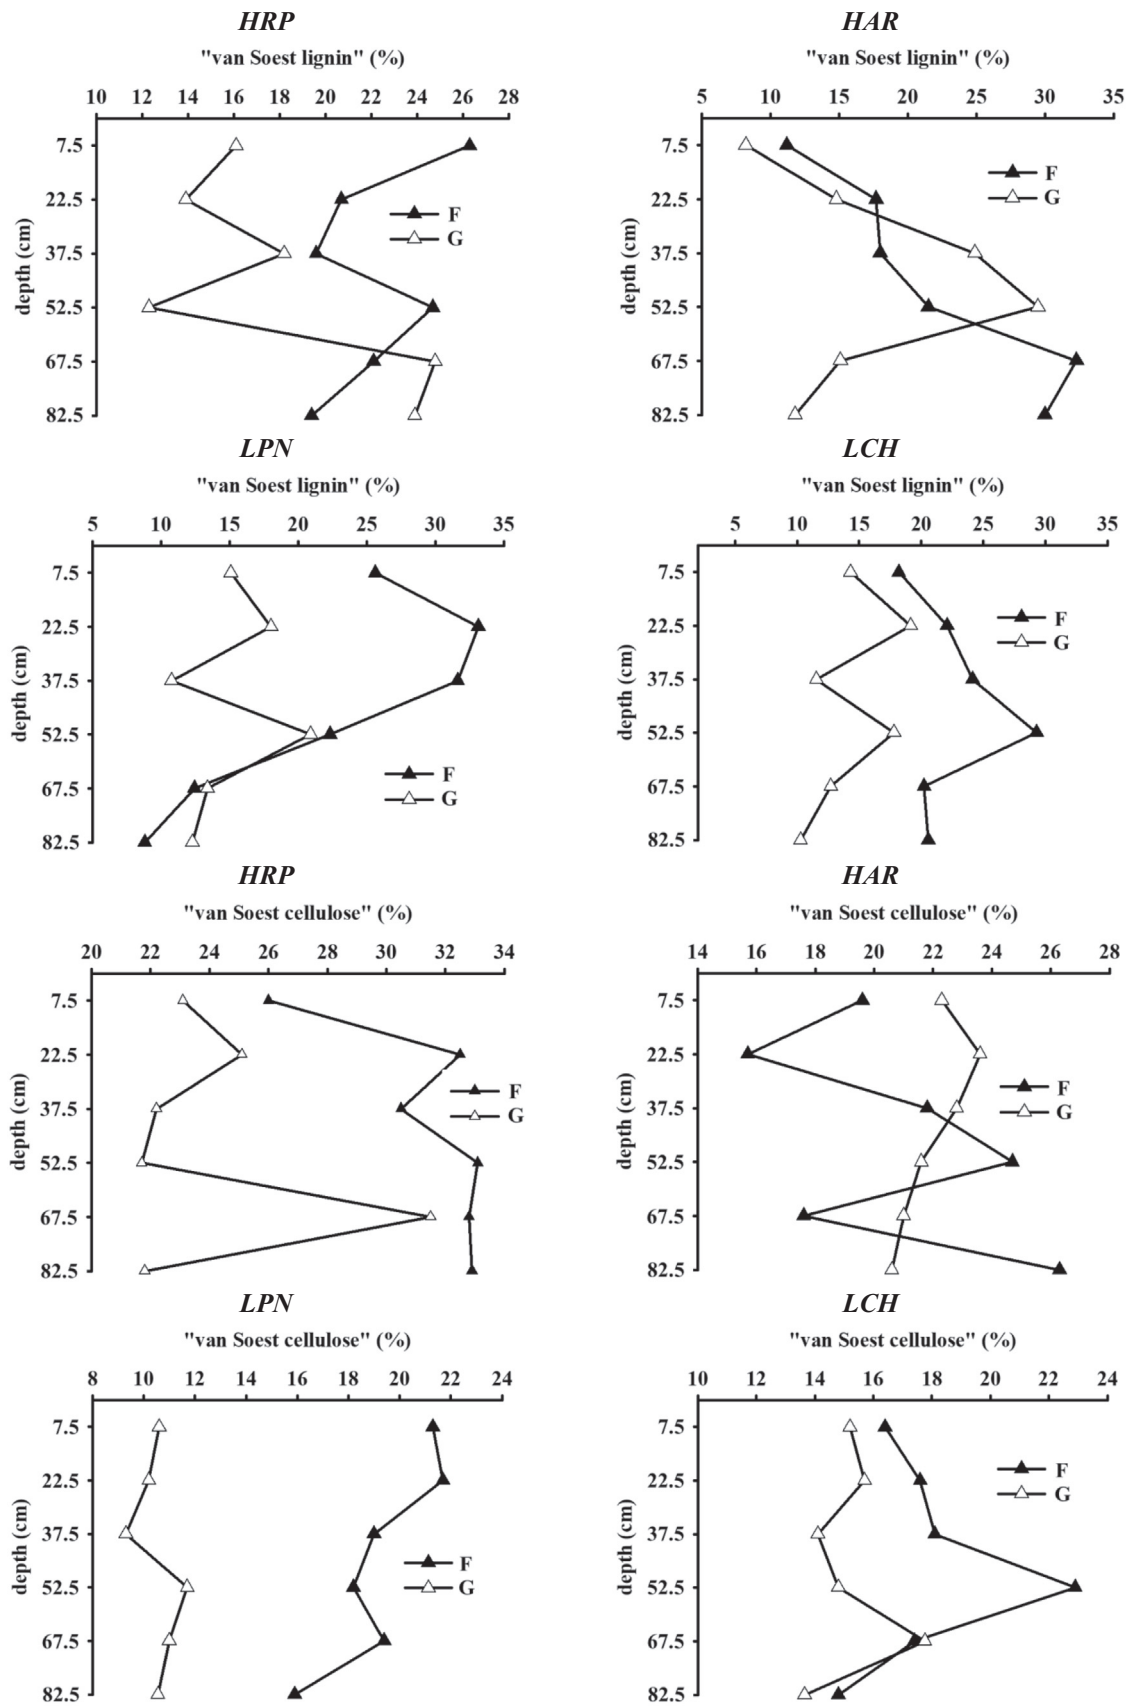 HRP
"van Soest lignin" (%)
10 12 14 16 18 20 22 24 26 28
depth (cm)
7.5
22.5
37.5
52.5
67.5
82.5
F
G
HAR
"van Soest lignin" (%)
5 10 15 20 25 30 35
depth (cm)
7.5
22.5
37.5
52.5
67.5
82.5
F
G
LPN
"van Soest lignin" (%)
5 10 15 20 25 30 35
depth (cm)
7.5
22.5
37.5
52.5
67.5
82.5
F
G
LCH
"van Soest lignin" (%)
5 10 15 20 25 30 35
depth (cm)
7.5
22.5
37.5
52.5
67.5
82.5
F
G
HRP
"van Soest cellulose" (%)
20 22 24 26 28 30 32 34
depth (cm)
7.5
22.5
37.5
52.5
67.5
82.5
F
G
HAR
"van Soest cellulose" (%)
14 16 18 20 22 24 26 28
depth (cm)
7.5
22.5
37.5
52.5
67.5
82.5
F
G
LPN
"van Soest cellulose" (%)
8 10 12 14 16 18 20 22 24
depth (cm)
7.5
22.5
37.5
52.5
67.5
82.5
F
G
LCH
"van Soest cellulose" (%)
10 12 14 16 18 20 22 24
depth (cm)
7.5
22.5
37.5
52.5
67.5
82.5
F
G